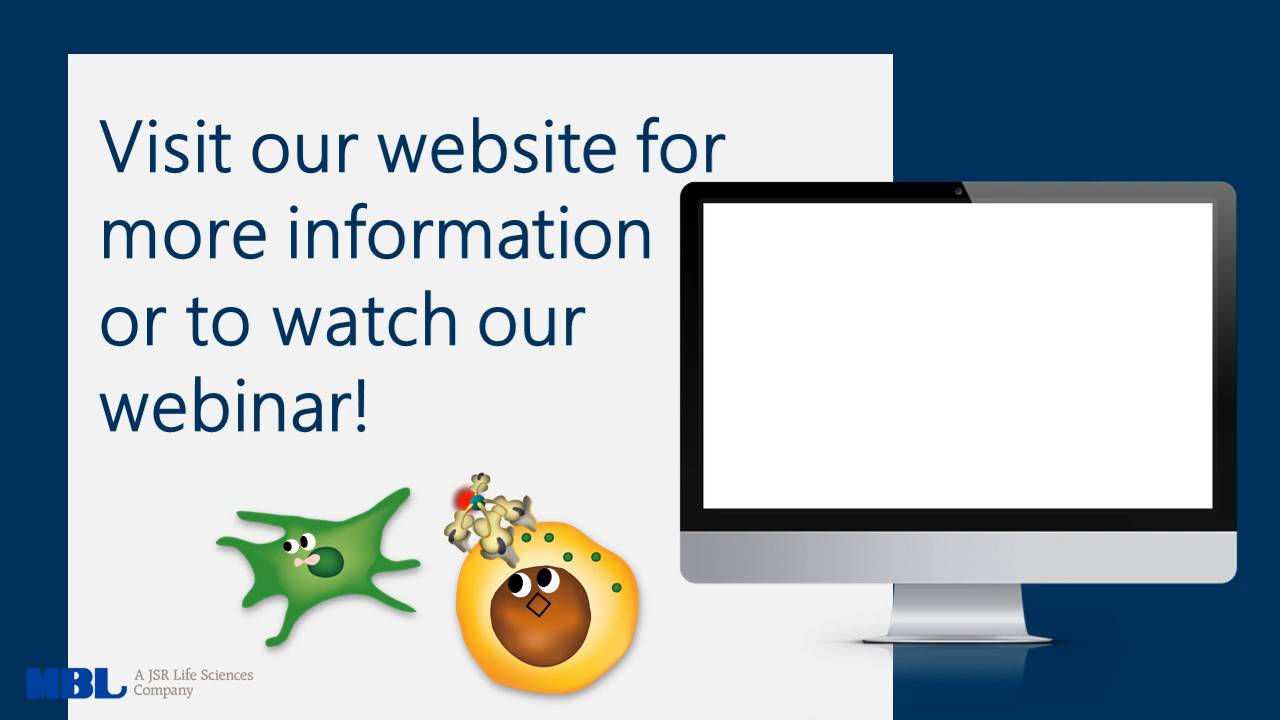 Visit our website for
more information
or to watch our
webinar!
MBL
A JSR Life Sciences
Company